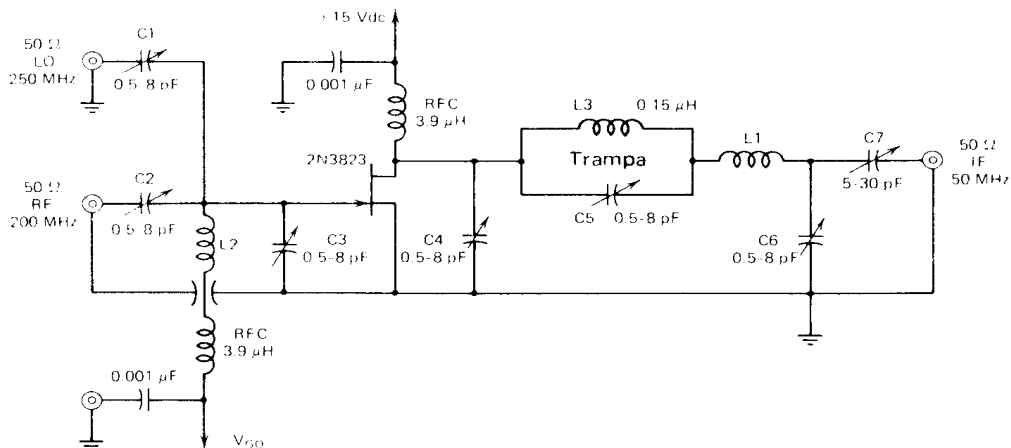 +15 Vdc
50 Ω
LO
250 MHz
C1
0.5-8 pF
0.001 μF
RFC
3.9 μH
L3
0.15 μH
Trampa
C5
0.5-8 pF
L1
C7
5-30 pF
50 Ω
IF
50 MHz
2N3823
50 Ω
RF
200 MHz
C2
0.5-8 pF
L2
C3
0.5-8 pF
C4
0.5-8 pF
C6
0.5-8 pF
RFC
3.9 μH
0.001 μF